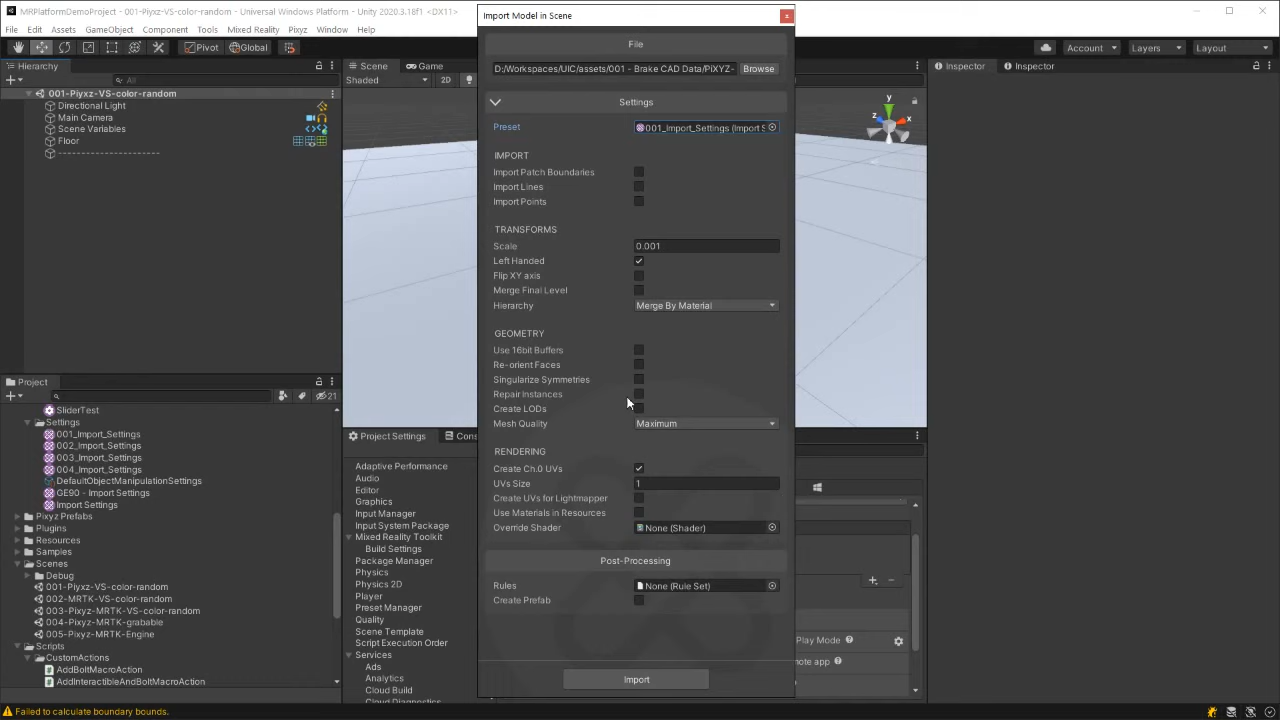 MRPlatformDemoProject - 001-Piyxz-VS-color-random - Universal Windows Platform - Unity 2020.3.18f1 <DX11>
File Edit Assets GameObject Component Tools Mixed Reality Pixyz Window Help
Pivot Global Account Layers Layout
Hierarchy
All
001-Piyxz-VS-color-random
Directional Light
Main Camera
Scene Variables
Floor
---------------------
Scene Game
Shaded 2D
y
z
x
Inspector Inspector
Import Model in Scene
File
D:/Workspaces/UIC/assets/001 - Brake CAD Data/PiXYZ- Browse
Settings
Preset 001_Import_Settings (Import S
IMPORT
Import Patch Boundaries
Import Lines
Import Points
TRANSFORMS
Scale 0.001
Left Handed
Flip XY axis
Merge Final Level
Hierarchy Merge By Material
GEOMETRY
Use 16bit Buffers
Re-orient Faces
Singularize Symmetries
Repair Instances
Create LODs
Mesh Quality Maximum
RENDERING
Create Ch.0 UVs
UVs Size 1
Create UVs for Lightmapper
Use Materials in Resources
Override Shader None (Shader)
Post-Processing
Rules None (Rule Set)
Create Prefab
Import
Project
21
SliderTest
Settings
001_Import_Settings
002_Import_Settings
003_Import_Settings
004_Import_Settings
DefaultObjectManipulationSettings
GE90 - Import Settings
Import Settings
Pixyz Prefabs
Plugins
Resources
Samples
Scenes
Debug
001-Pixyz-VS-color-random
002-MRTK-VS-color-random
003-Pixyz-MRTK-VS-color-random
004-Pixyz-MRTK-grabable
005-Pixyz-MRTK-Engine
Scripts
CustomActions
AddBoltMacroAction
AddInteractibleAndBoltMacroAction
Project Settings Cons
Adaptive Performance
Audio
Editor
Graphics
Input Manager
Input System Package
Mixed Reality Toolkit
Build Settings
Package Manager
Physics
Physics 2D
Player
Preset Manager
Quality
Scene Template
Script Execution Order
Services
Ads
Analytics
Cloud Build
Cloud Diagnostics
Play Mode
mote app
Failed to calculate boundary bounds.